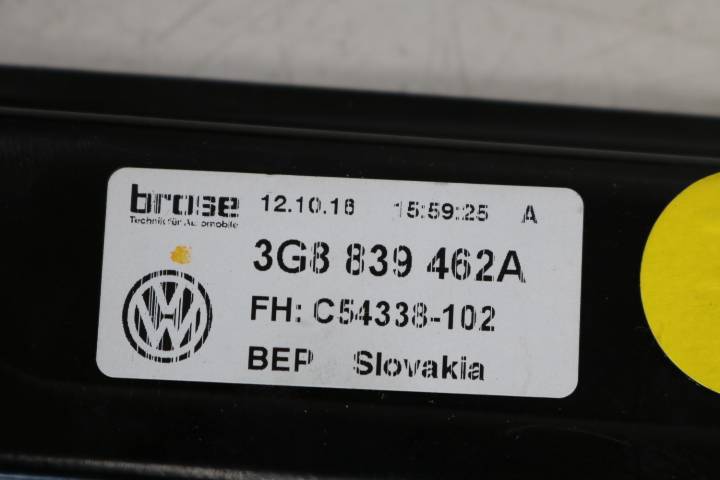 brose 12.10.16 15:59:25 A
Technik für Automobile
3G8 839 462A
FH: C54338-102
BEP Slovakia